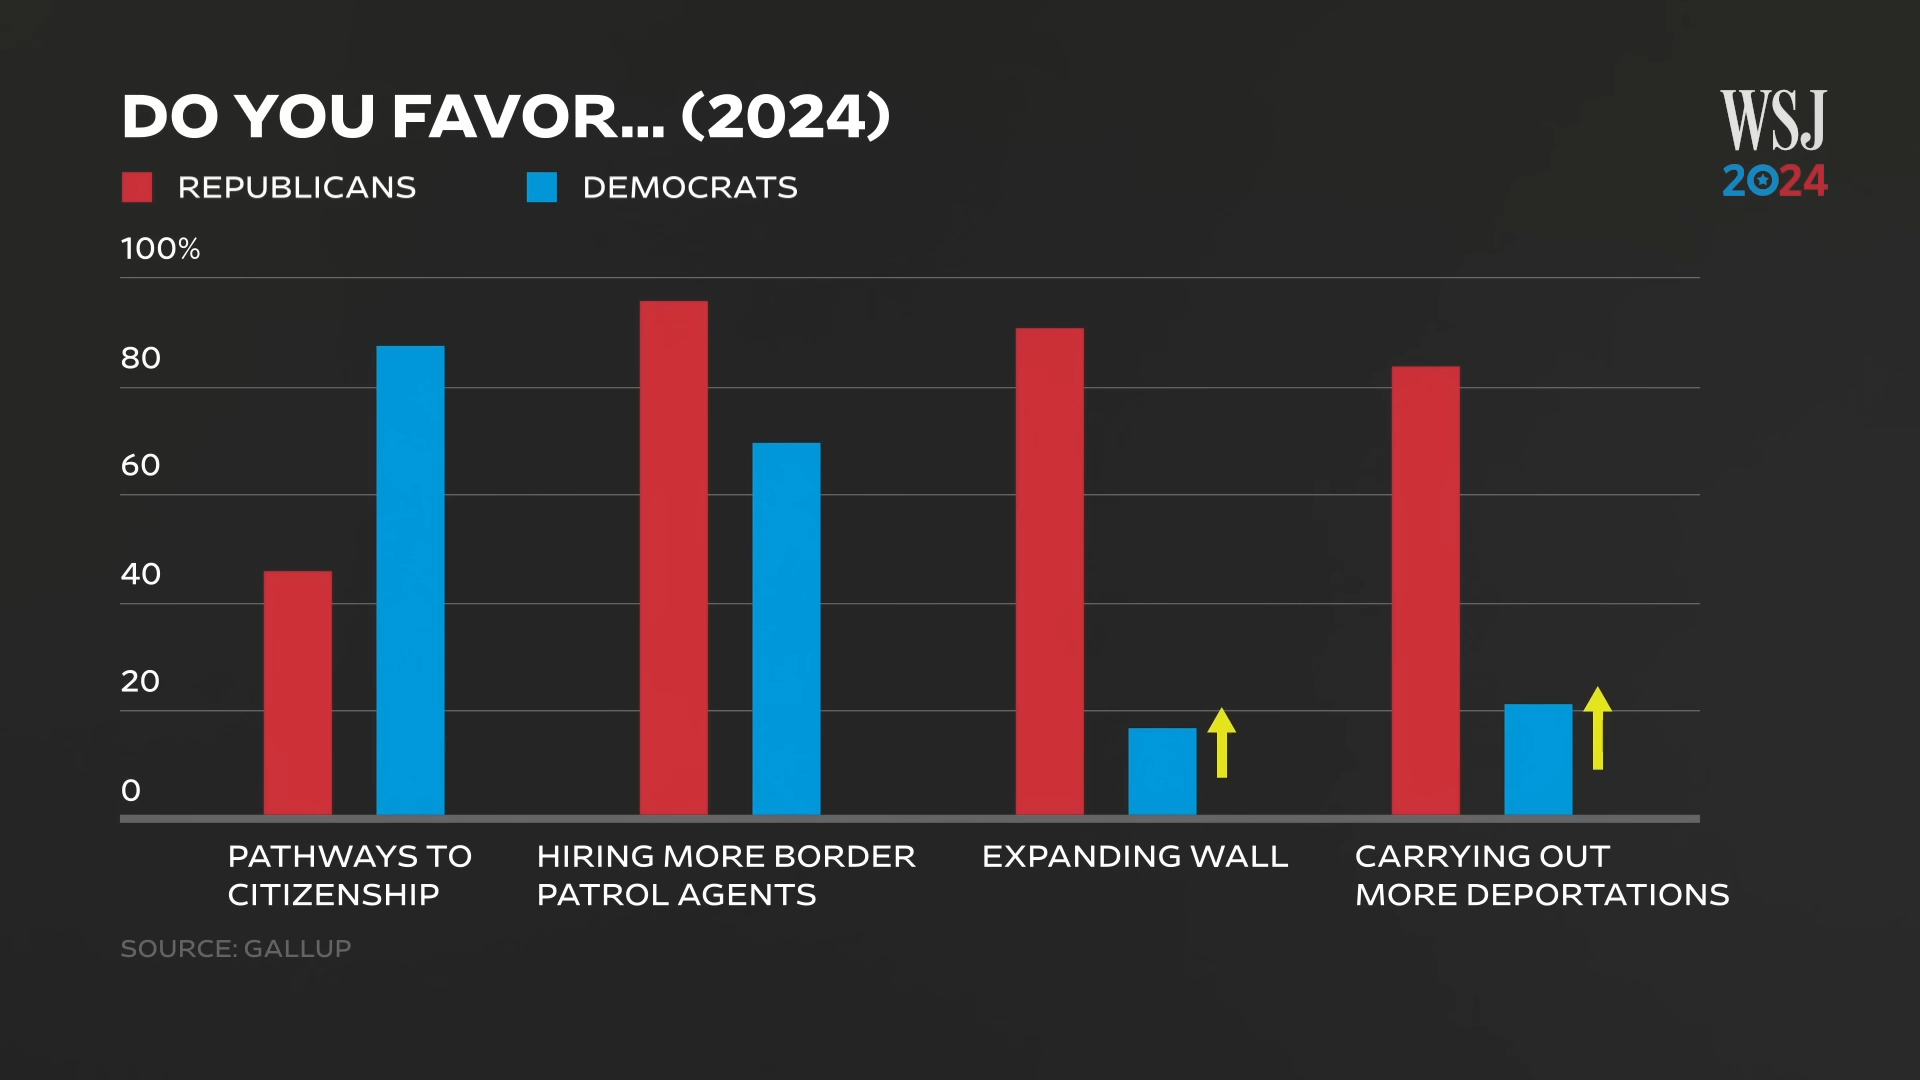 DO YOU FAVOR... (2024)
REPUBLICANS DEMOCRATS
WSJ
2024
100%
80
60
40
20
0
PATHWAYS TO
CITIZENSHIP
HIRING MORE BORDER
PATROL AGENTS
EXPANDING WALL
CARRYING OUT
MORE DEPORTATIONS
SOURCE: GALLUP